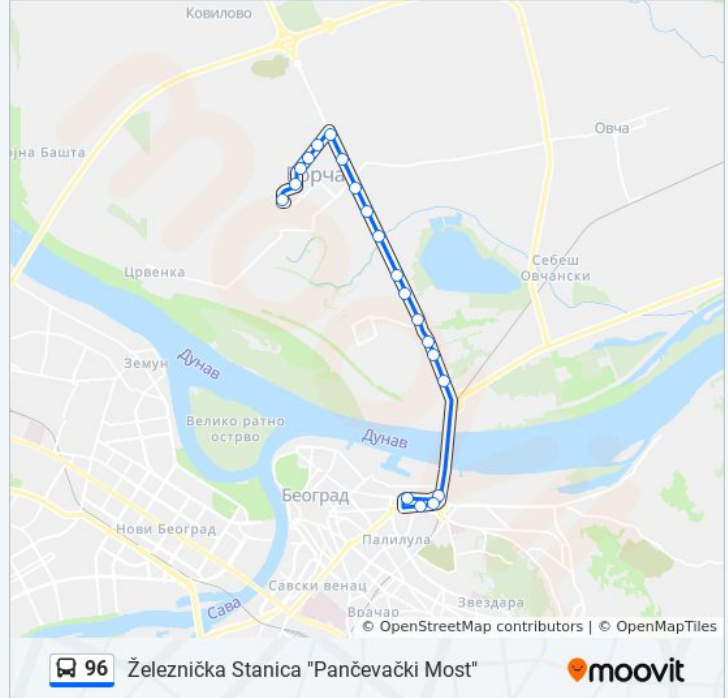 Ковилово
Овча
јна Башта
Борча
Себеш
Овчански
Црвенка
Земун
Дунав
Велико ратно
острво
Дунав
Београд
Нови Београд
Палилула
Савски венац
Звездара
Сава
Врачар
© OpenStreetMap contributors | © OpenMapTiles
96 Železnička Stanica "Pančevački Most"
moovit